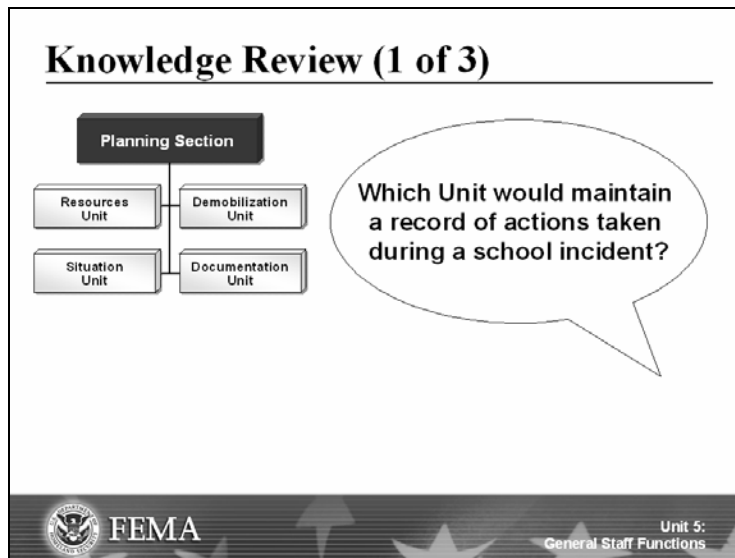 Knowledge Review (1 of 3)
Planning Section
Resources
Unit
Demobilization
Unit
Situation
Unit
Documentation
Unit
Which Unit would maintain
a record of actions taken
during a school incident?
FEMA
Unit 5:
General Staff Functions